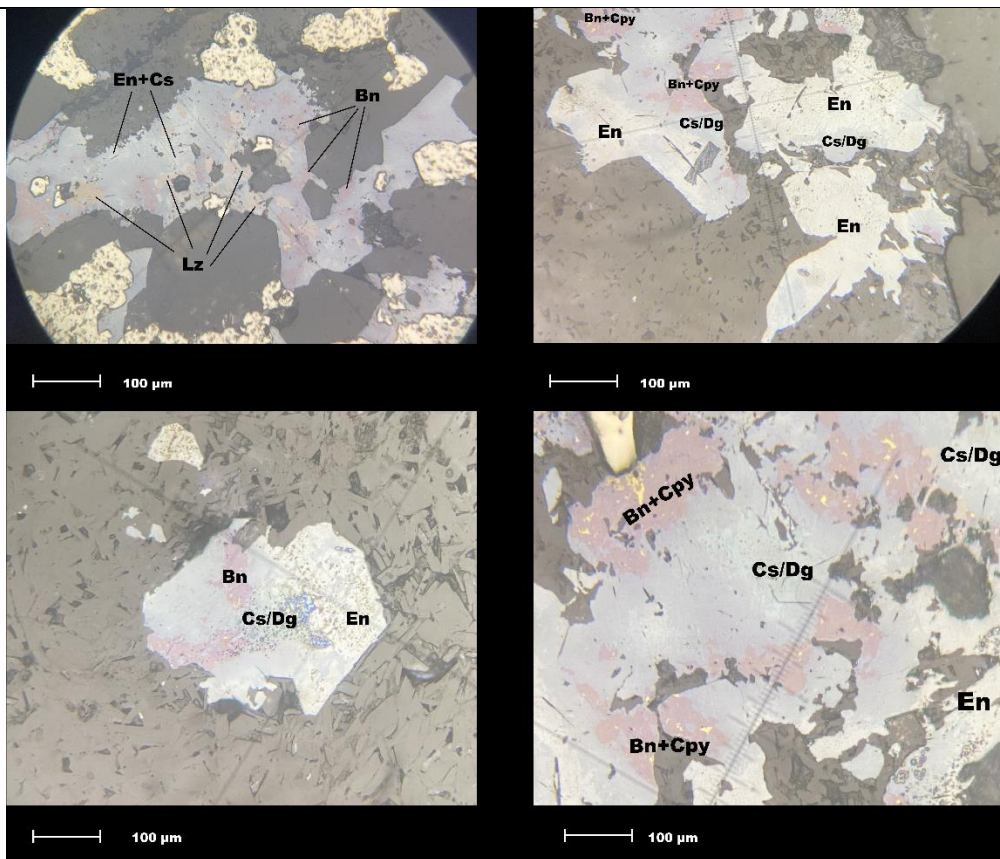 En+Cs
Bn
Lz
100 µm
Bn+Cpy
Bn+Cpy
En
En
Cs/Dg
Cs/Dg
En
100 µm
Bn
Cs/Dg
En
100 µm
Cs/Dg
Bn+Cpy
Cs/Dg
En
Bn+Cpy
100 µm